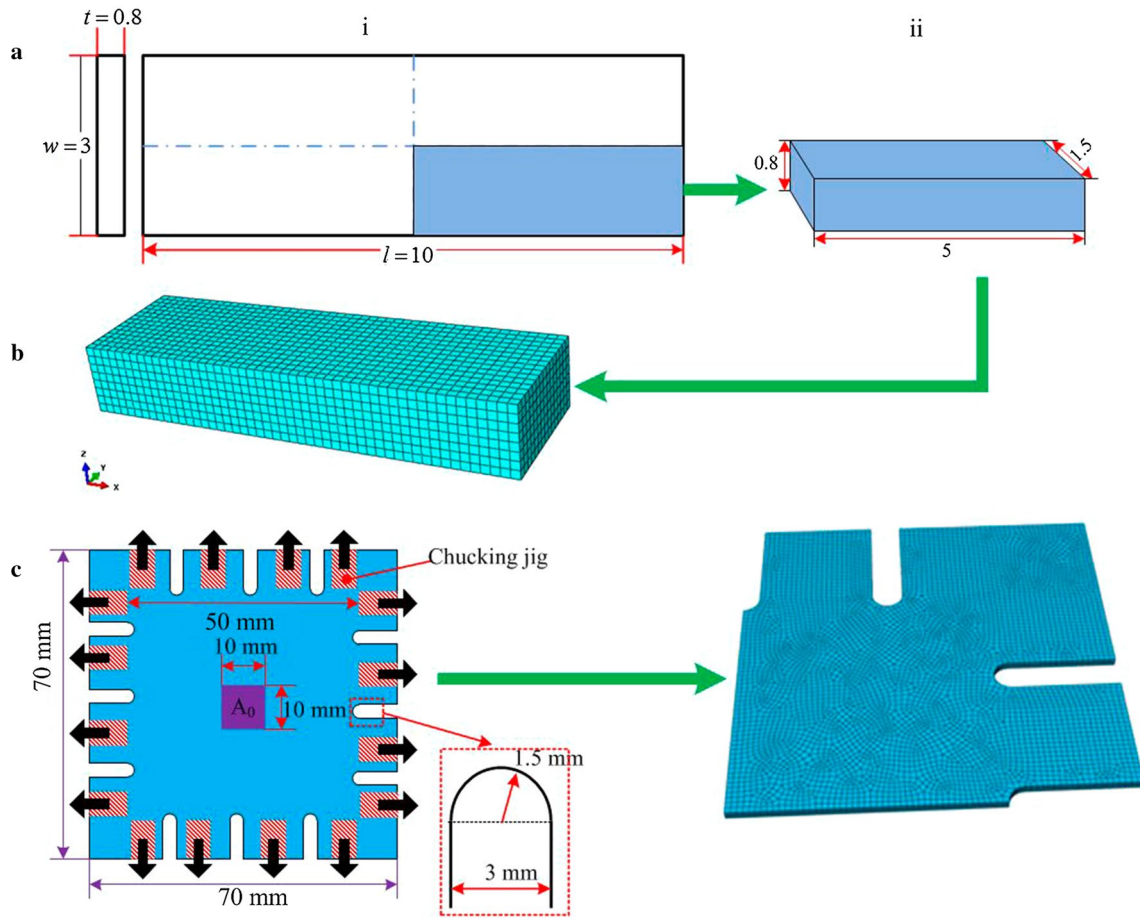 t = 0.8
i
ii
a
w = 3
0.8
1.5
5
l = 10
b
Z
Y
X
c
Chucking jig
50 mm
10 mm
70 mm
A₀
10 mm
1.5 mm
3 mm
70 mm